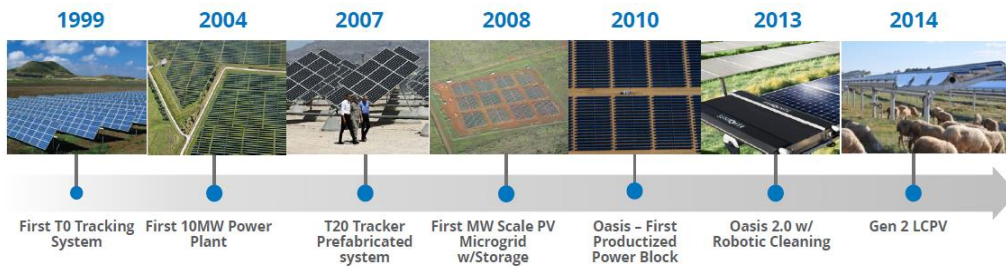 1999
2004
2007
2008
2010
2013
2014
First T0 Tracking
System
First 10MW Power
Plant
T20 Tracker
Prefabricated
system
First MW Scale PV
Microgrid
w/Storage
Oasis – First
Productized
Power Block
Oasis 2.0 w/
Robotic Cleaning
Gen 2 LCPV